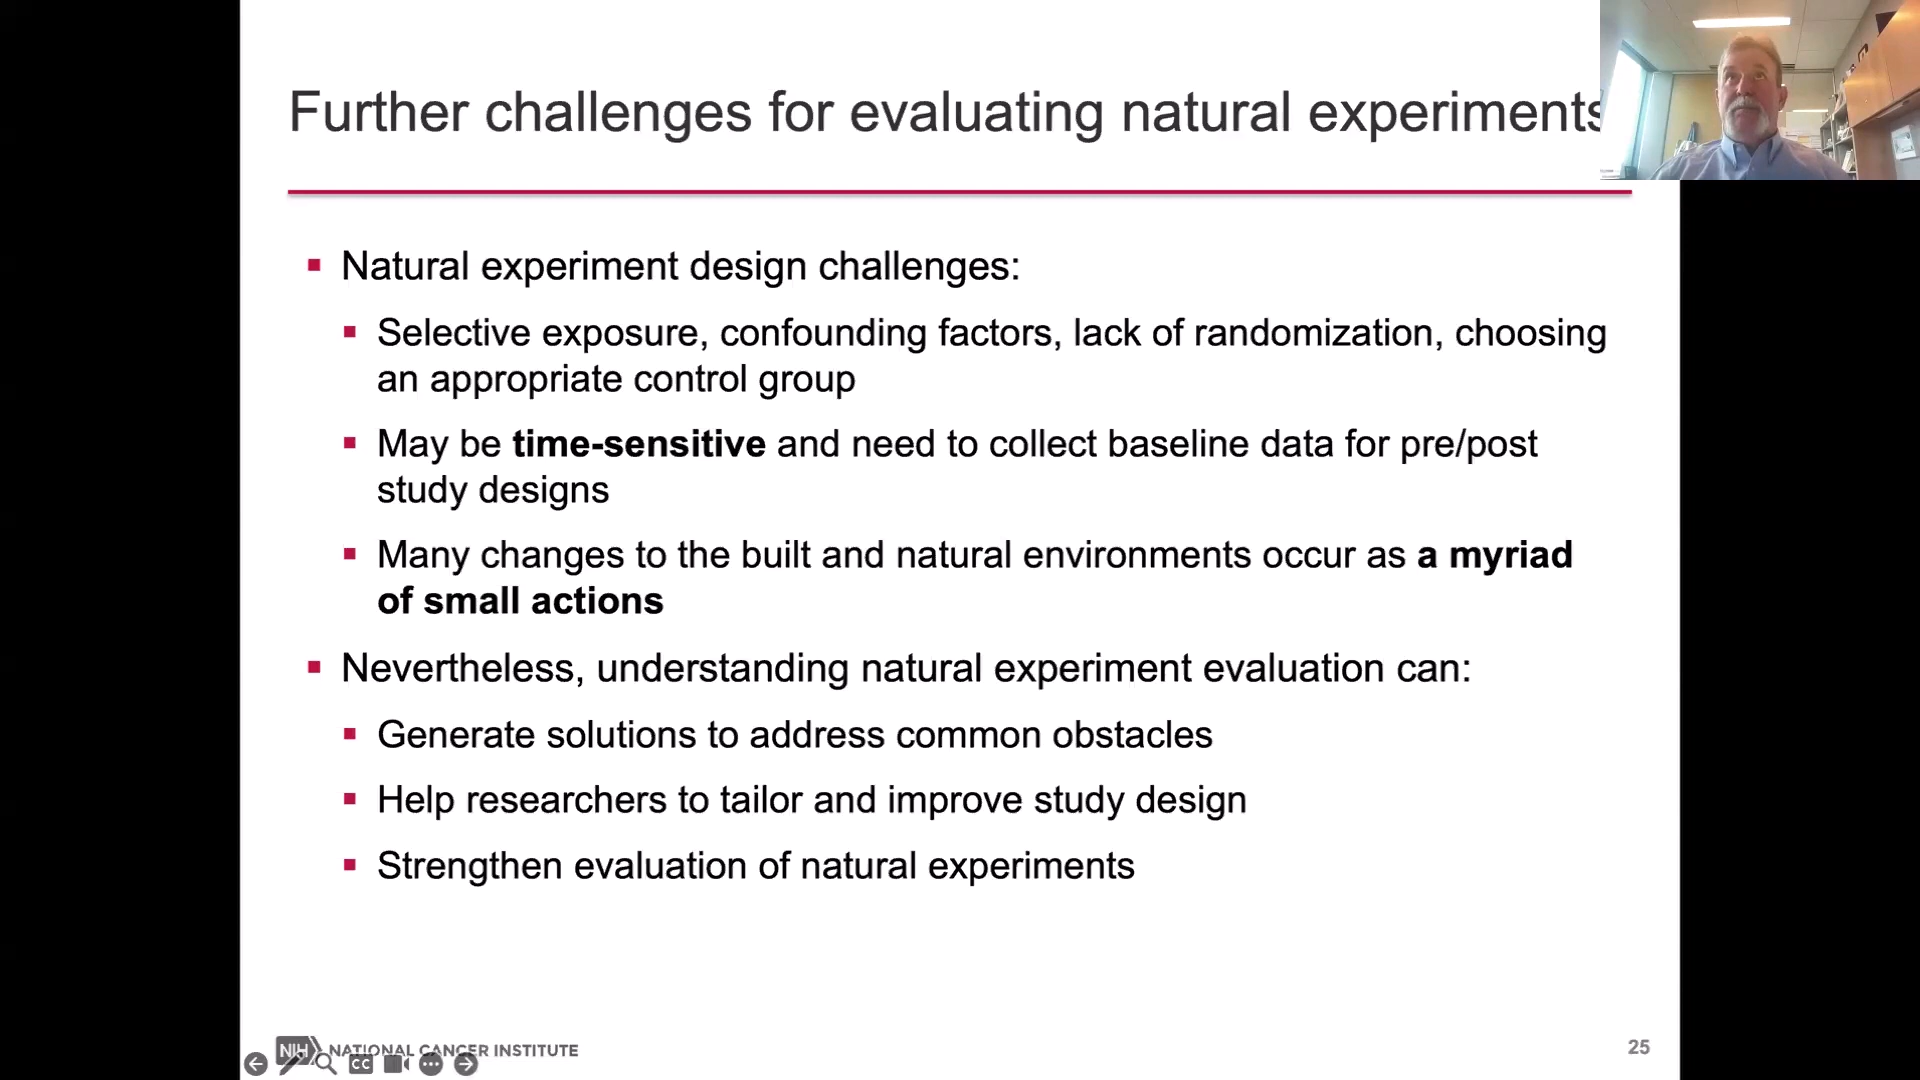 Further challenges for evaluating natural experiments
Natural experiment design challenges:
Selective exposure, confounding factors, lack of randomization, choosing
an appropriate control group
May be time-sensitive and need to collect baseline data for pre/post
study designs
Many changes to the built and natural environments occur as a myriad
of small actions
Nevertheless, understanding natural experiment evaluation can:
Generate solutions to address common obstacles
Help researchers to tailor and improve study design
Strengthen evaluation of natural experiments
NIH NATIONAL CANCER INSTITUTE
CC
25